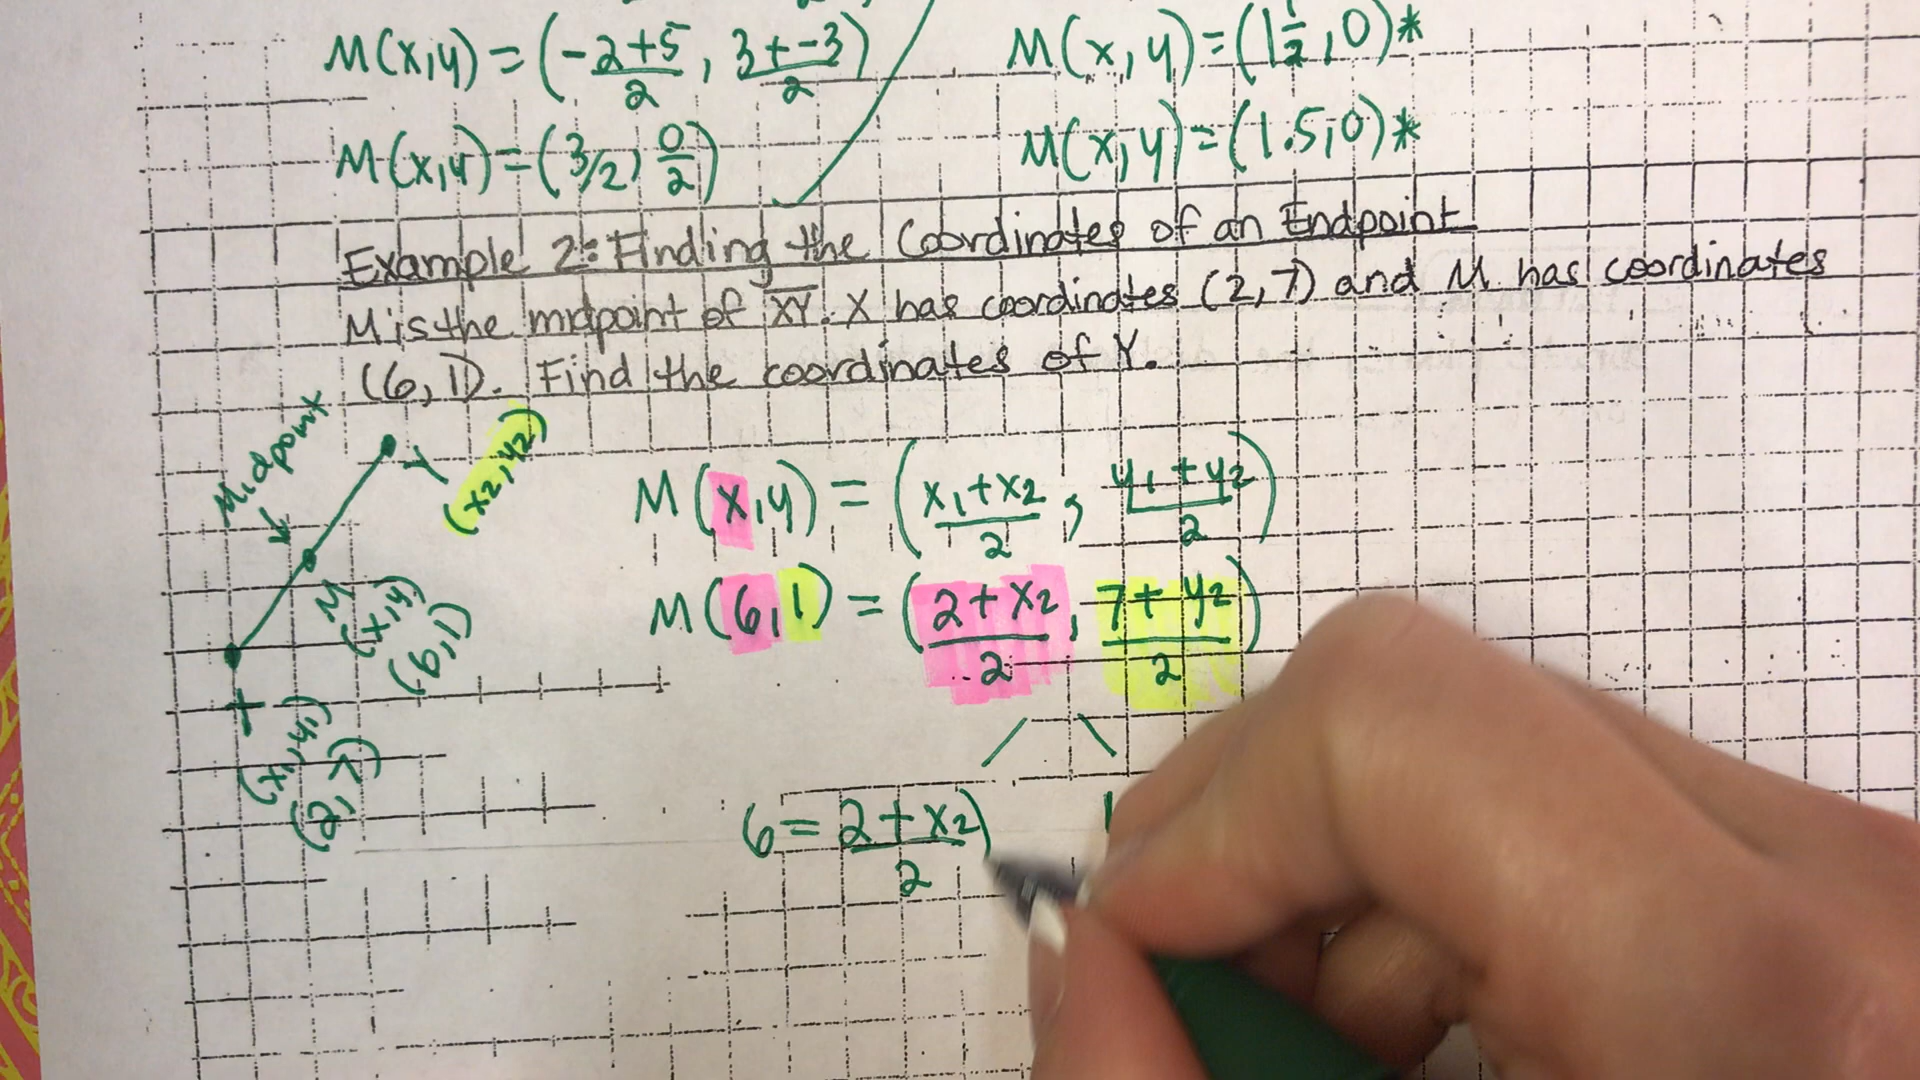 M(x,y) = (-2+5/2, 3+-3/2)
M(x,y) = (3/2, 0/2)
M(x,y) = (1 1/2, 0)*
M(x,y) = (1.5, 0)*
Example 2: Finding the Coordinates of an Endpoint
M is the midpoint of XY. X has coordinates (2,7) and M has coordinates
(6,1). Find the coordinates of Y.
Midpoint
Y
(x2, y2)
M
(x,y)
(6,1)
X
(x1, y1)
(2,7)
M(x,y) = (x1+x2/2, y1+y2/2)
M(6,1) = (2+x2/2, 7+y2/2)
6 = 2+x2/2)